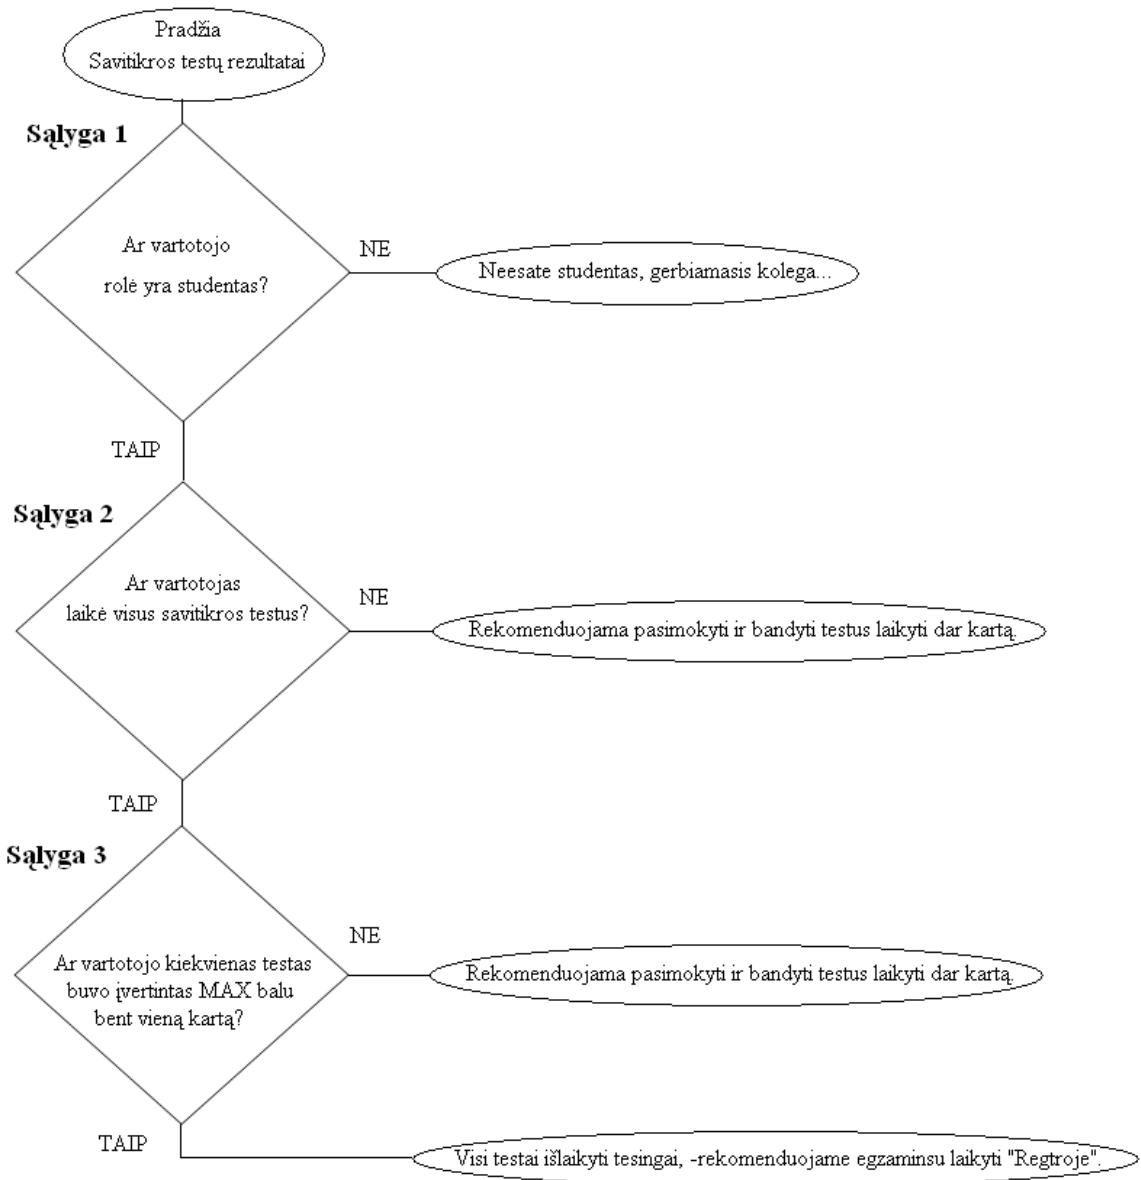 Pradžia
Savitikros testų rezultatai
Sąlyga 1
Ar vartotojo
rolė yra studentas?
NE
Neesate studentas, gerbiamasis kolega...
TAIP
Sąlyga 2
Ar vartotojas
laikė visus savitikros testus?
NE
Rekomenduojama pasimokyti ir bandyti testus laikyti dar kartą.
TAIP
Sąlyga 3
Ar vartotojo kiekvienas testas
buvo įvertintas MAX balu
bent vieną kartą?
NE
Rekomenduojama pasimokyti ir bandyti testus laikyti dar kartą.
TAIP
Visi testai išlaikyti tesingai, -rekomenduojame egzaminsu laikyti "Regtroje".